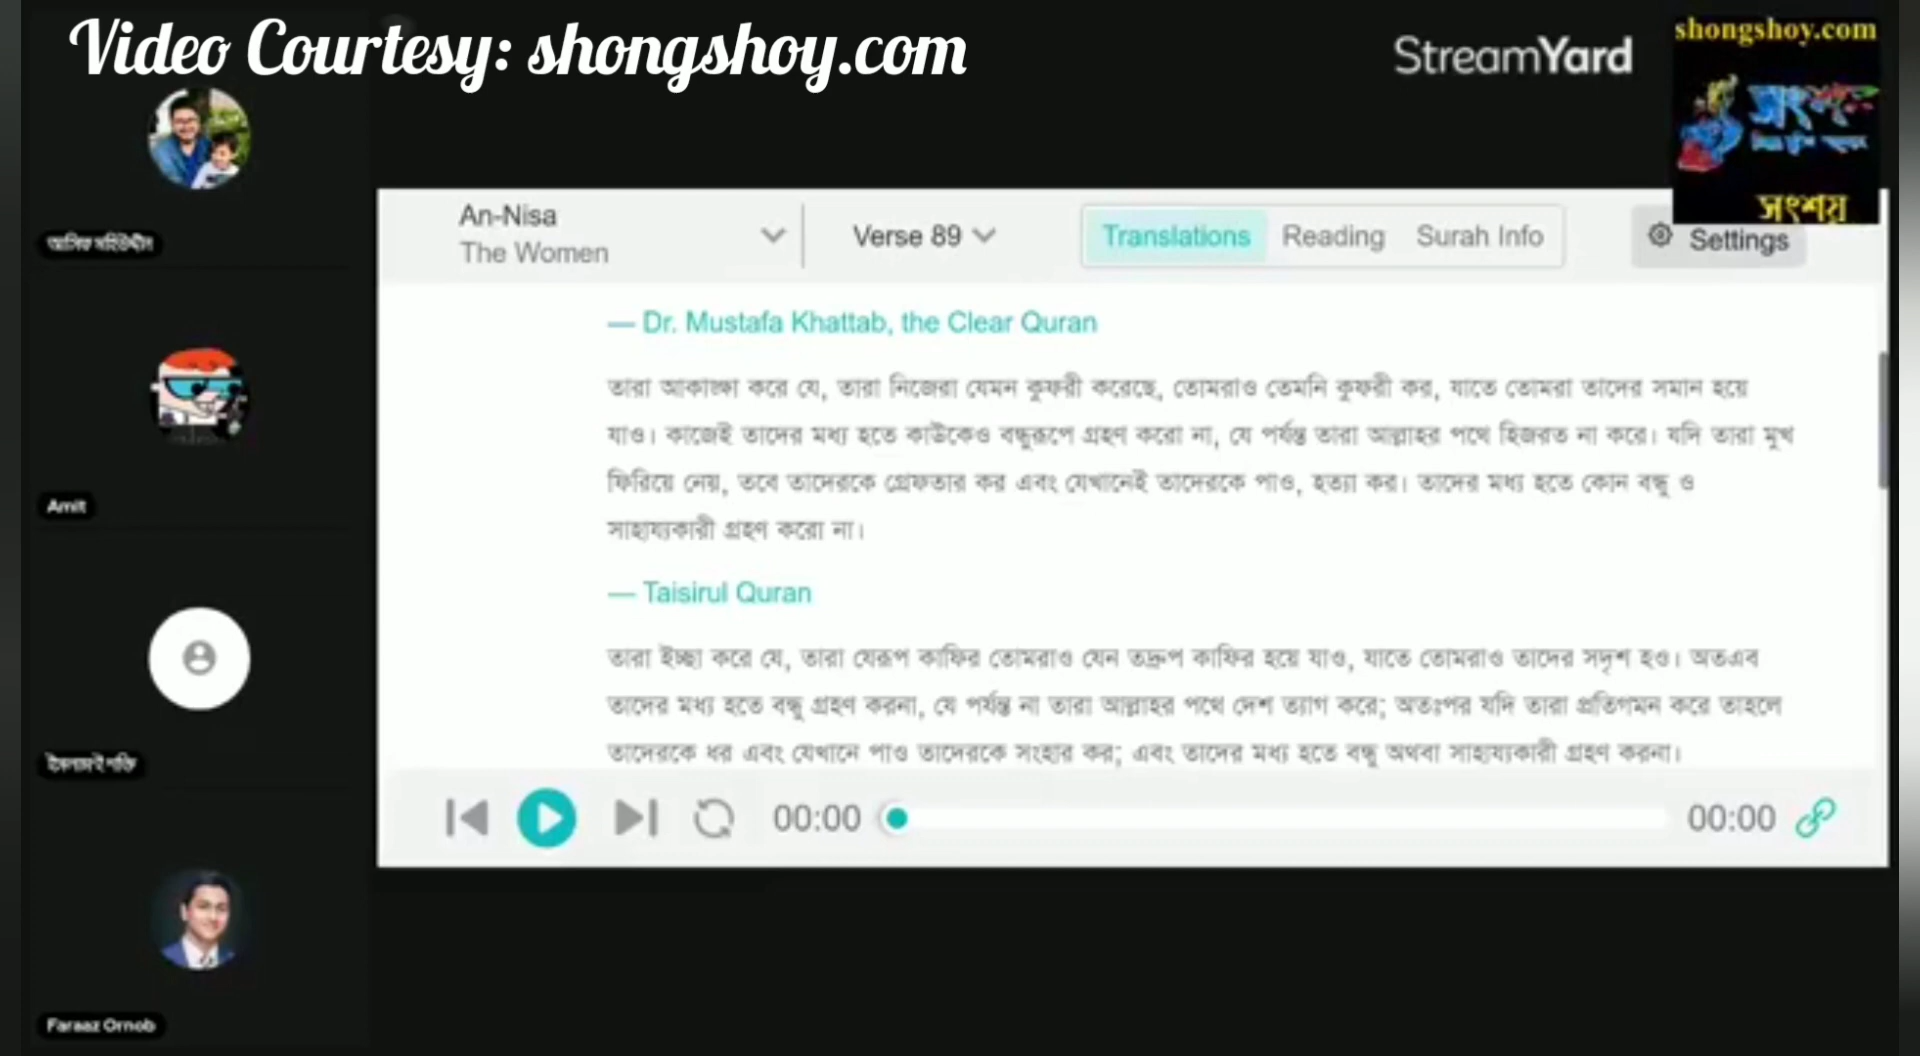 Video Courtesy: shongshoy.com
StreamYard
shongshoy.com
সংশয়
আসিফ মহিউদ্দীন
Amit
Faraaz Ornob
An-Nisa
The Women
Verse 89
Translations Reading Surah Info
Settings
— Dr. Mustafa Khattab, the Clear Quran
তারা আকাঙ্ক্ষা করে যে, তারা নিজেরা যেমন কুফরী করেছে, তোমরাও তেমনি কুফরী কর, যাতে তোমরা তাদের সমান হয়ে
যাও। কাজেই তাদের মধ্য হতে কাউকেও বন্ধুরূপে গ্রহণ করো না, যে পর্যন্ত তারা আল্লাহর পথে হিজরত না করে। যদি তারা মুখ
ফিরিয়ে নেয়, তবে তাদেরকে গ্রেফতার কর এবং যেখানেই তাদেরকে পাও, হত্যা কর। তাদের মধ্য হতে কোন বন্ধু ও
সাহায্যকারী গ্রহণ করো না।
— Taisirul Quran
তারা ইচ্ছা করে যে, তারা যেরূপ কাফির তোমরাও যেন তদ্রুপ কাফির হয়ে যাও, যাতে তোমরাও তাদের সদৃশ হও। অতএব
তাদের মধ্য হতে বন্ধু গ্রহণ করনা, যে পর্যন্ত না তারা আল্লাহর পথে দেশ ত্যাগ করে; অতঃপর যদি তারা প্রতিগমন করে তাহলে
তাদেরকে ধর এবং যেখানে পাও তাদেরকে সংহার কর; এবং তাদের মধ্য হতে বন্ধু অথবা সাহায্যকারী গ্রহণ করনা।
00:00
00:00